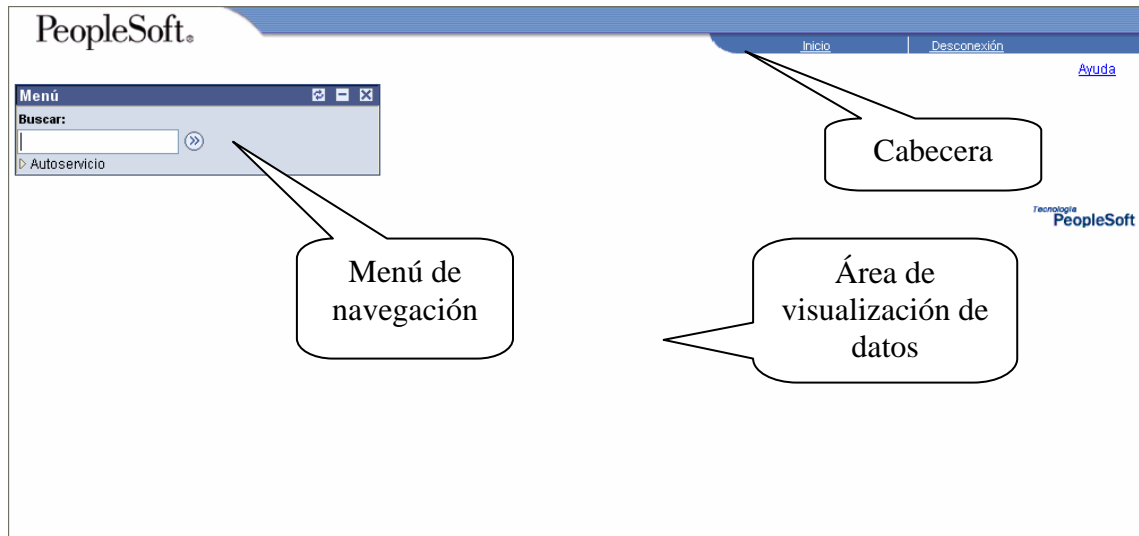 PeopleSoft®
Inicio
Desconexión
Ayuda
Menú
Buscar:
Autoservicio
Cabecera
Tecnología
PeopleSoft
Menú de
navegación
Área de
visualización de
datos